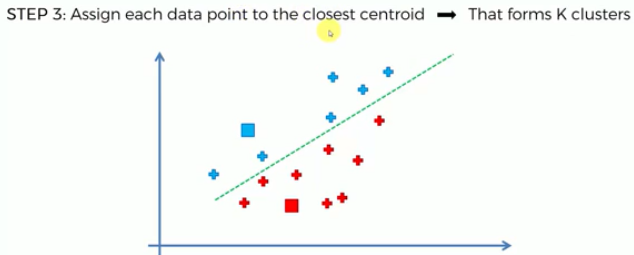 STEP 3: Assign each data point to the closest centroid ➡ That forms K clusters